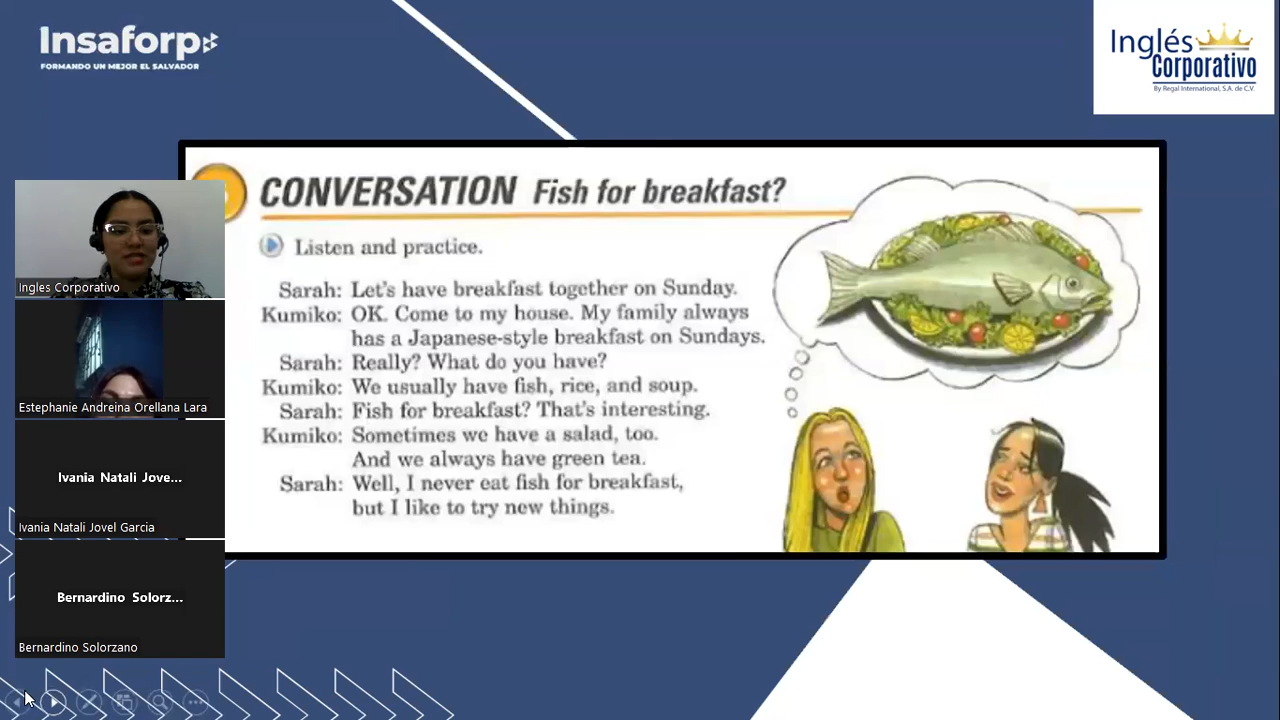 Insaforp
FORMANDO UN MEJOR EL SALVADOR
Inglés
Corporativo
By Regal International, S.A. de C.V.
CONVERSATION Fish for breakfast?
Listen and practice.
Sarah: Let's have breakfast together on Sunday.
Kumiko: OK. Come to my house. My family always
has a Japanese-style breakfast on Sundays.
Sarah: Really? What do you have?
Kumiko: We usually have fish, rice, and soup.
Sarah: Fish for breakfast? That's interesting.
Kumiko: Sometimes we have a salad, too.
And we always have green tea.
Sarah: Well, I never eat fish for breakfast,
but I like to try new things.
Ingles Corporativo
Estephanie Andreina Orellana Lara
Ivania Natali Jove...
Ivania Natali Jovel Garcia
Bernardino Solorz...
Bernardino Solorzano